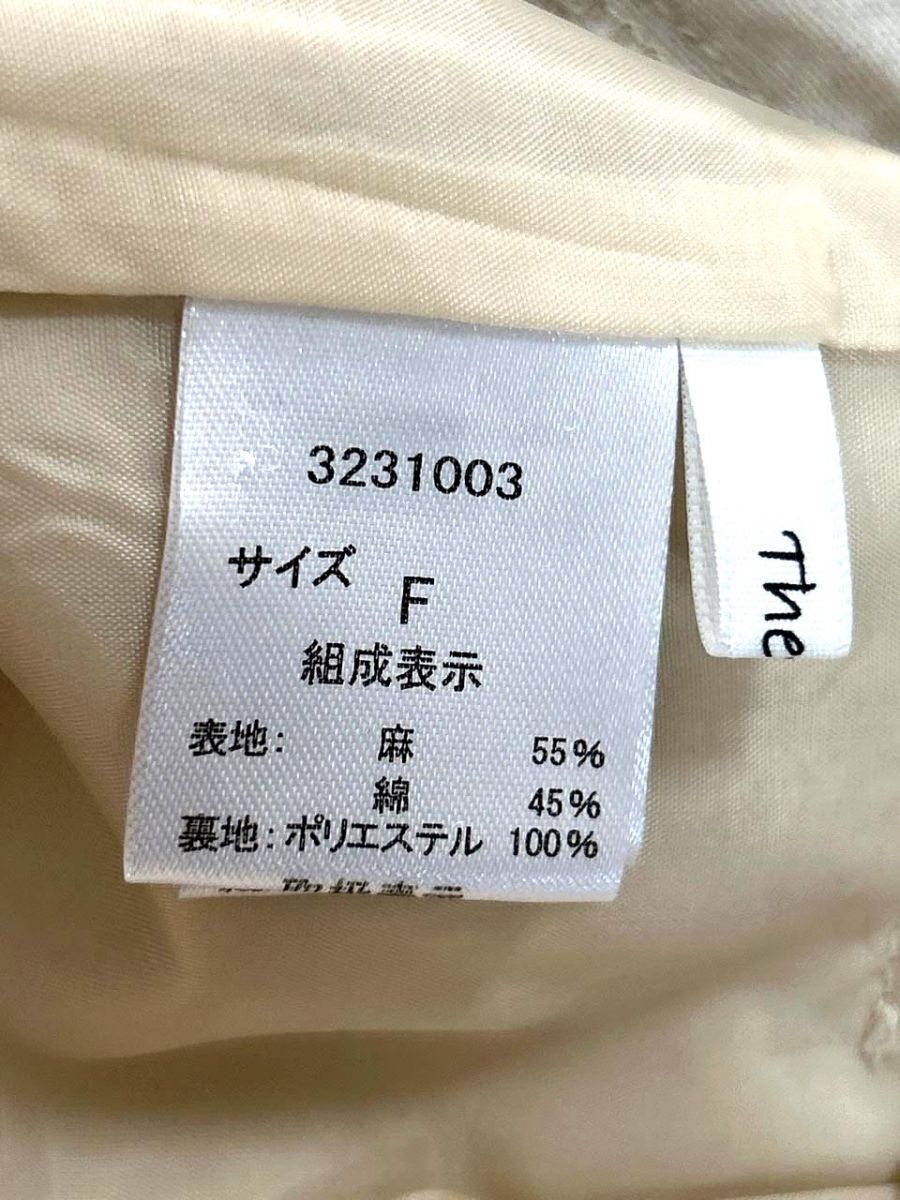 3231003
サイズ F
組成表示
表地: 麻 55%
綿 45%
裏地:ポリエステル 100%
The